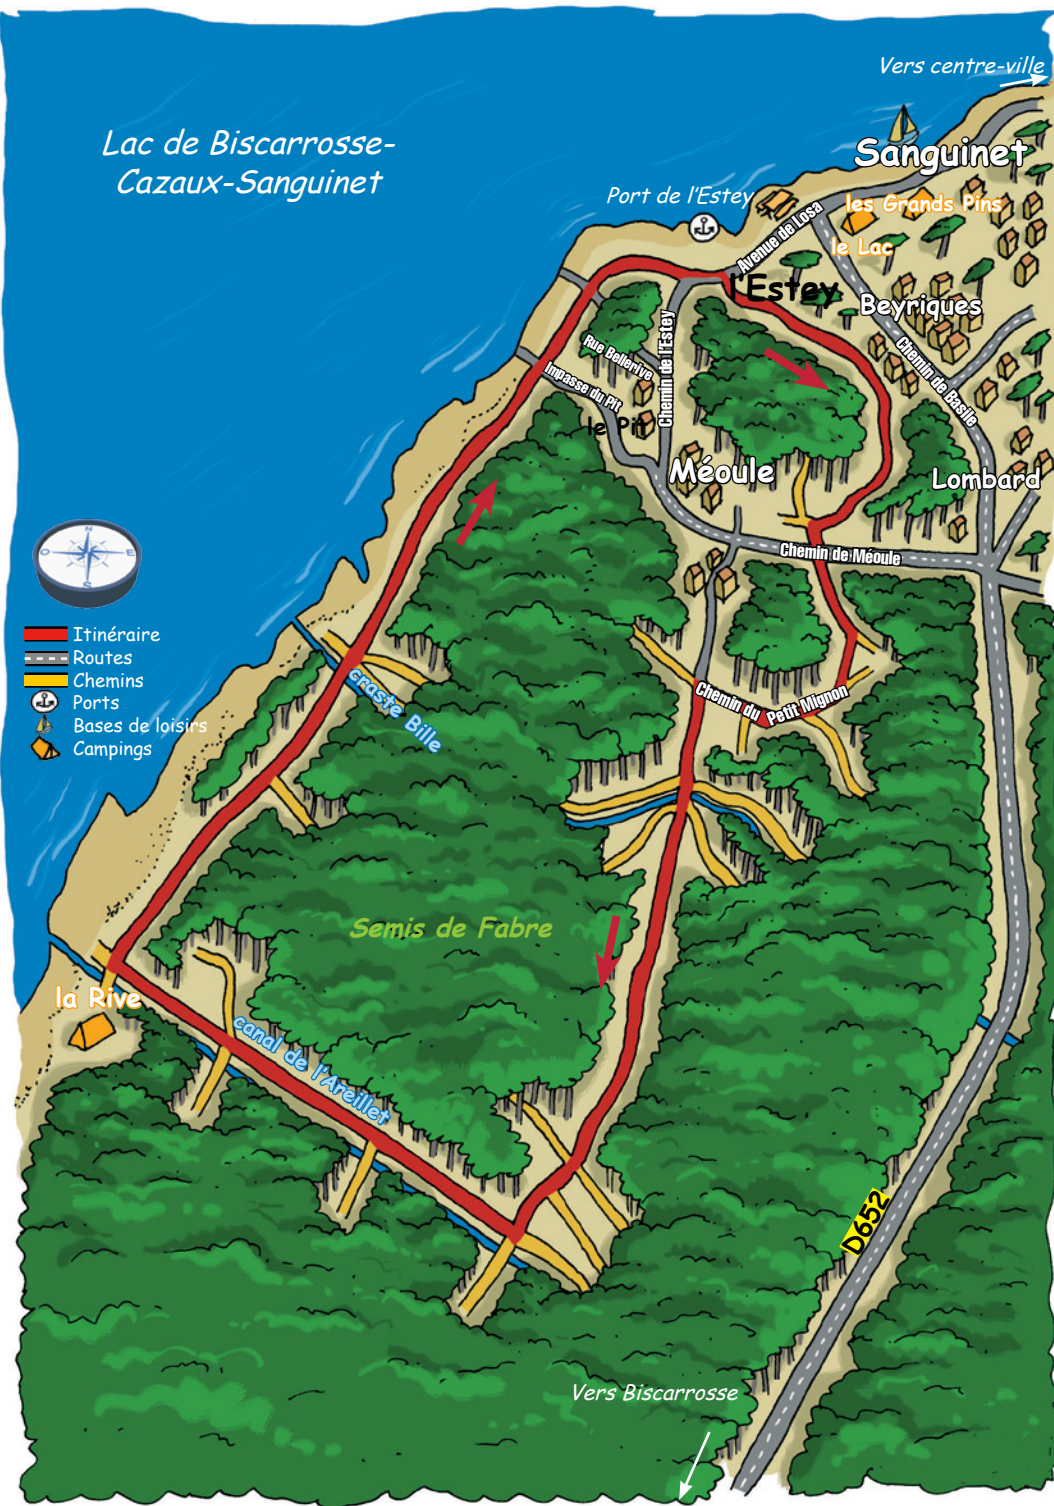 Vers centre-ville
Lac de Biscarrosse-
Cazaux-Sanguinet
Sanguinet
Port de l'Estey
les Grands Pins
Avenue de Losa
le Lac
l'Estey
Beyriques
Rue Bellerive
Chemin de l'Estey
Chemin de Basile
Impasse du Pit
le Pit
Méoule
Lombard
Chemin de Méoule
N
O
E
S
Itinéraire
Routes
Chemins
Ports
Bases de loisirs
Campings
craste Bille
Chemin du Petit Mignon
Semis de Fabre
la Rive
canal de l'Areillet
D652
Vers Biscarrosse